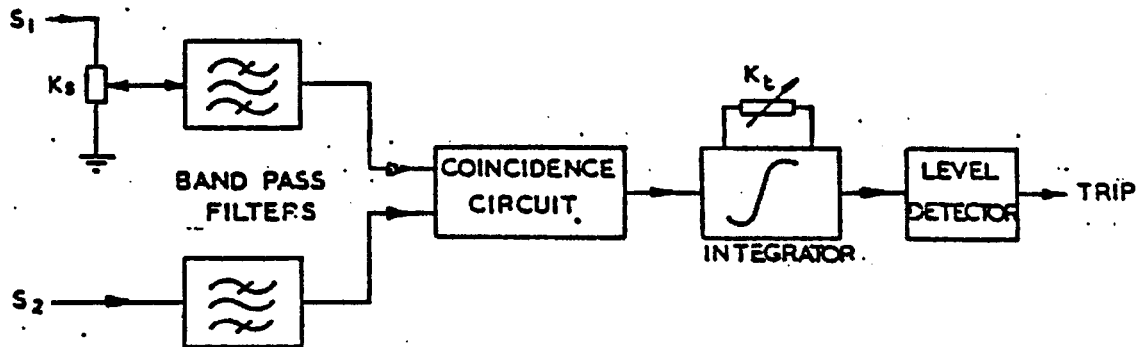 S1
Ks
BAND PASS
FILTERS
S2
COINCIDENCE
CIRCUIT.
Kt
INTEGRATOR.
LEVEL
DETECTOR
TRIP